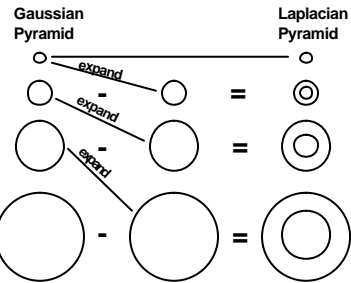 Gaussian
Pyramid
Laplacian
Pyramid
expand
- =
expand
- =
expand
- =